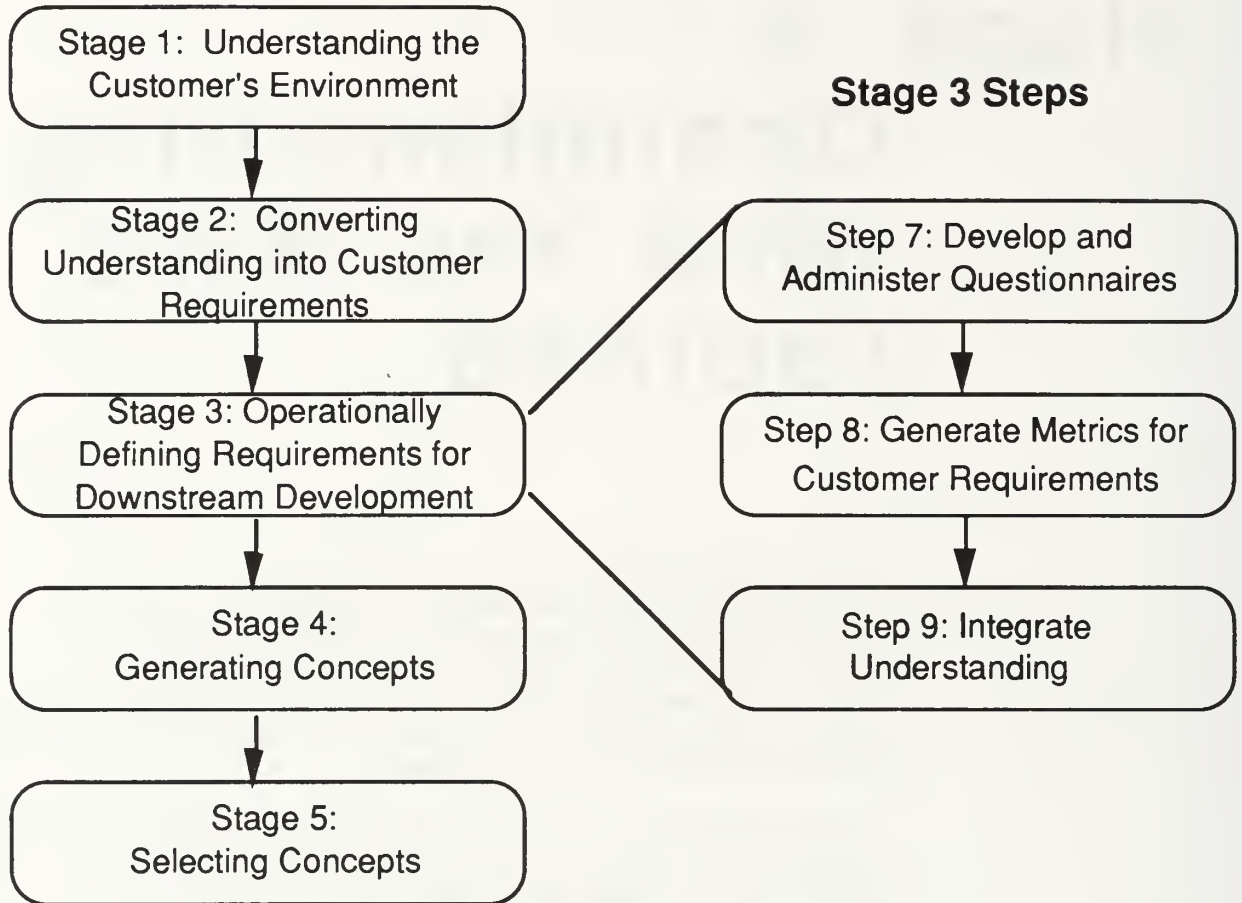 Stage 1: Understanding the
Customer's Environment
Stage 2: Converting
Understanding into Customer
Requirements
Stage 3: Operationally
Defining Requirements for
Downstream Development
Stage 4:
Generating Concepts
Stage 5:
Selecting Concepts
Stage 3 Steps
Step 7: Develop and
Administer Questionnaires
Step 8: Generate Metrics for
Customer Requirements
Step 9: Integrate
Understanding